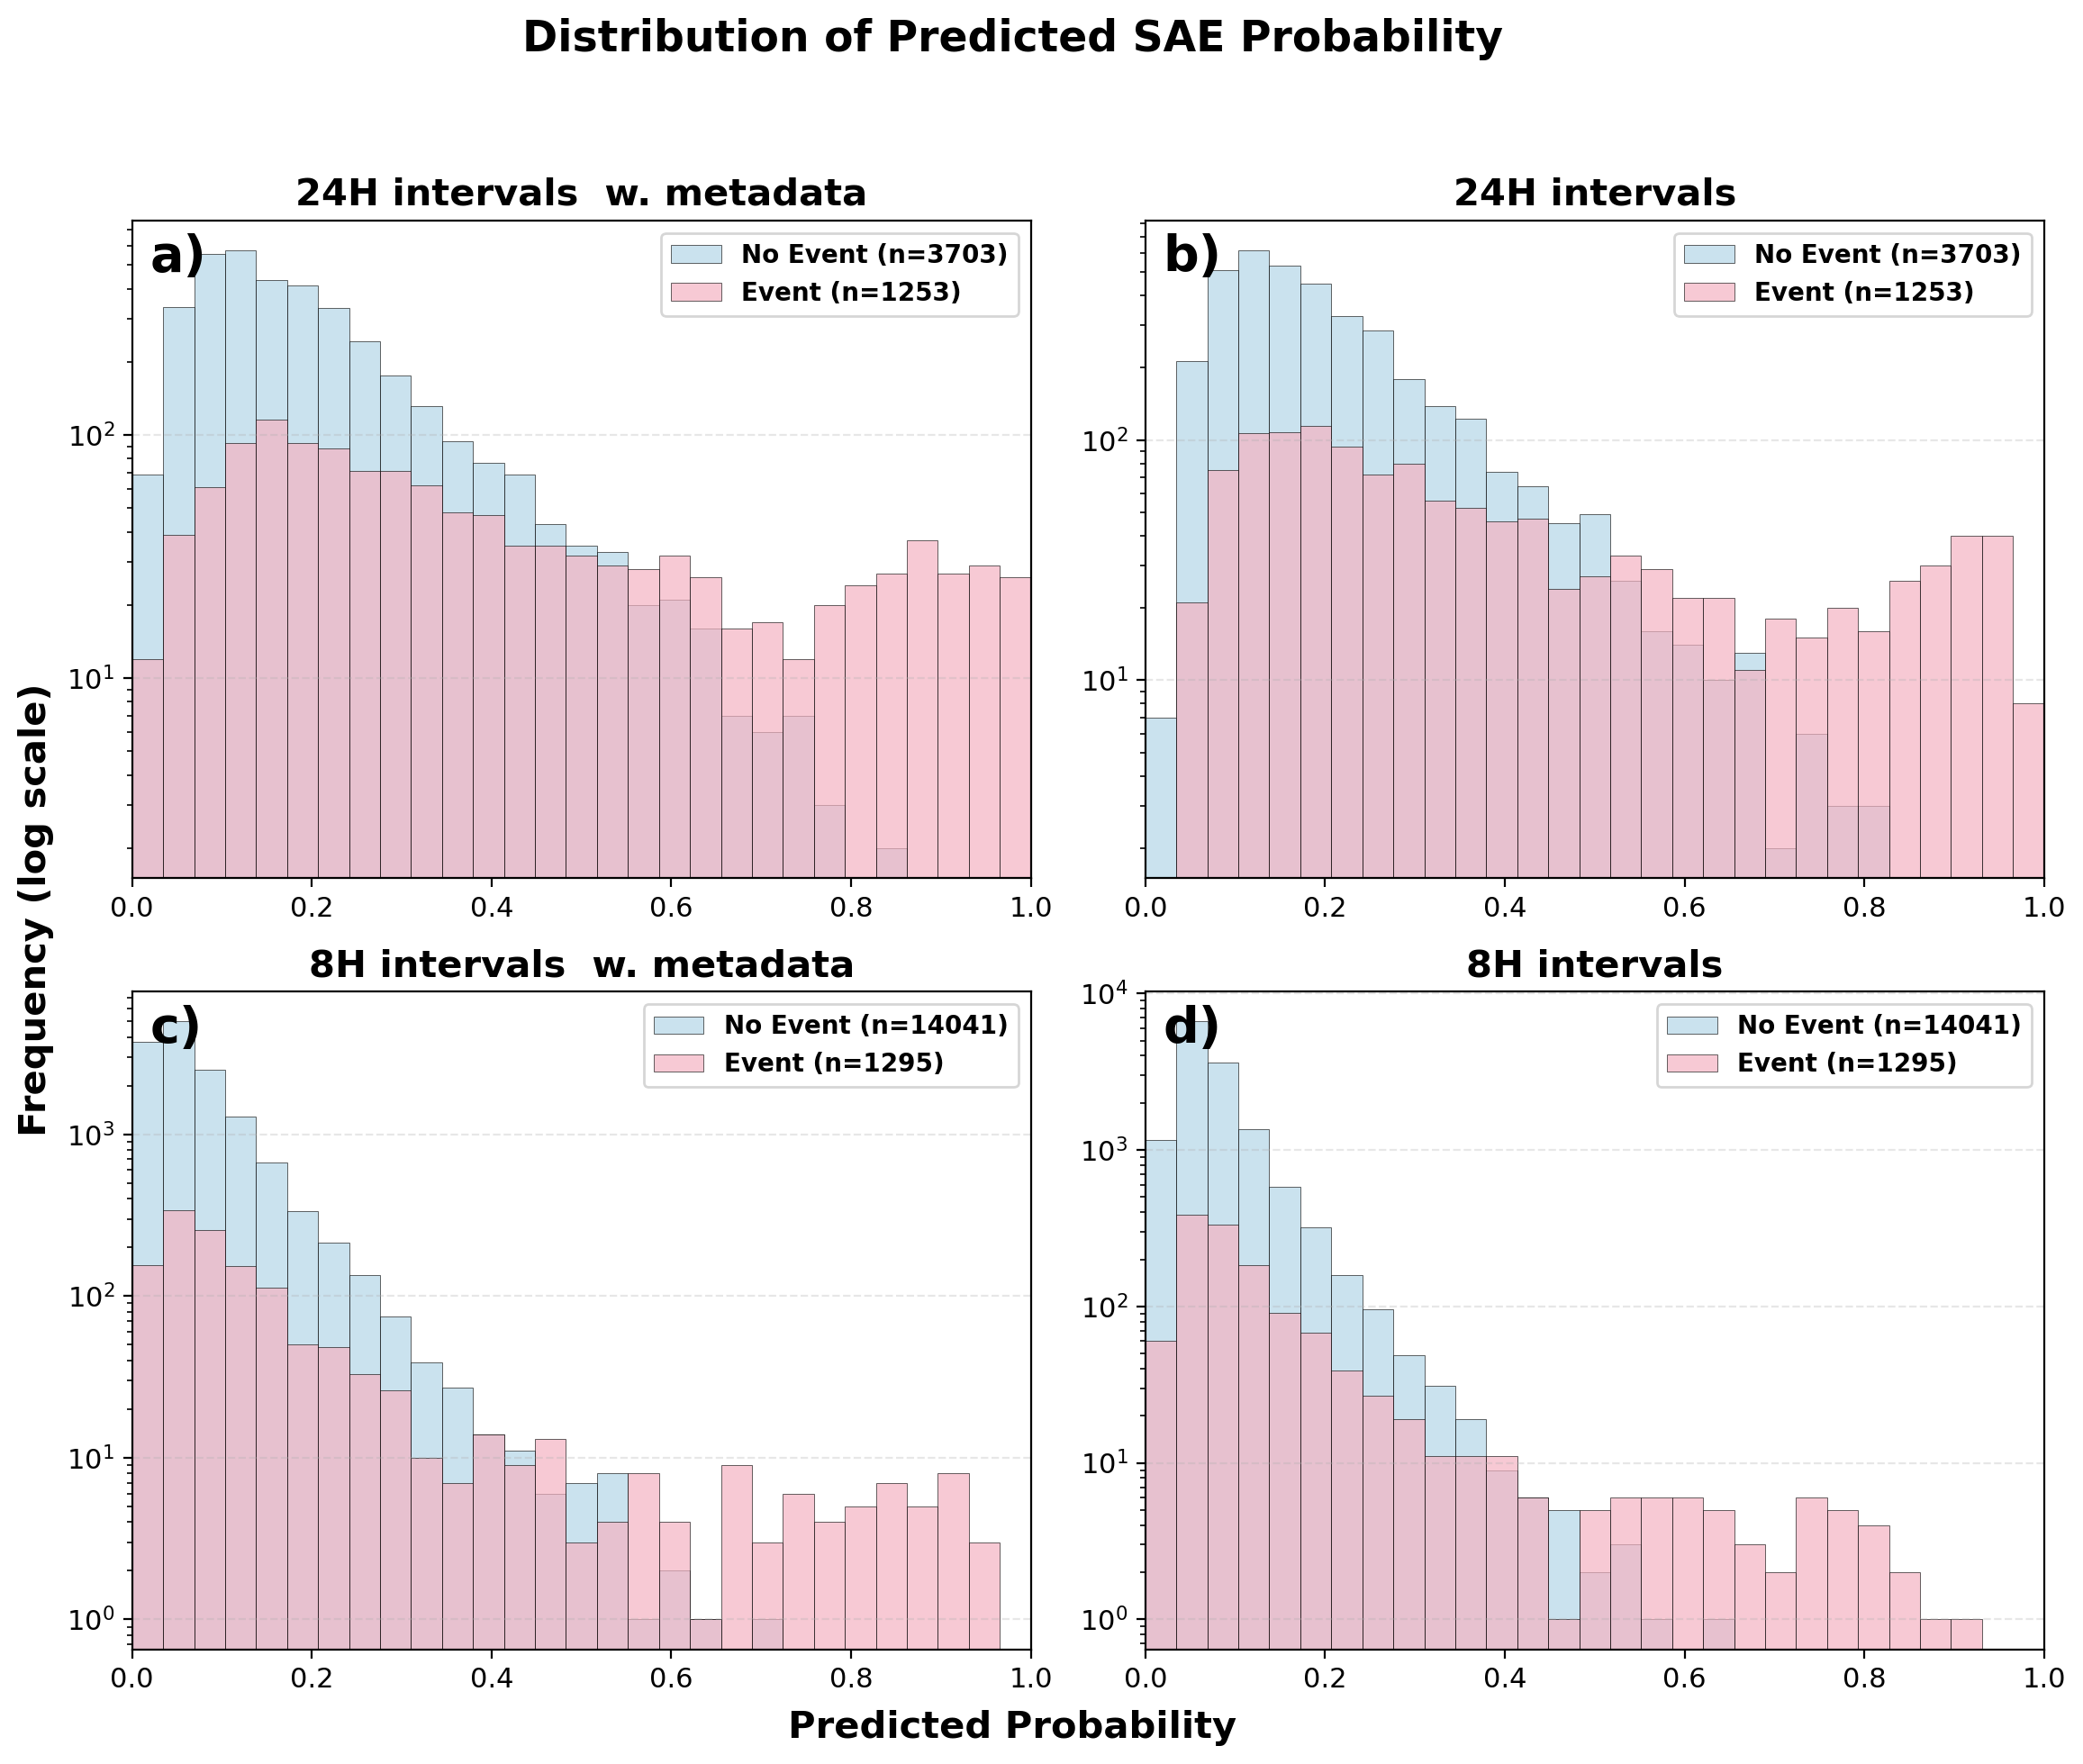 Distribution of Predicted SAE Probability
24H intervals  w. metadata
a)
No Event (n=3703)
Event (n=1253)
10²
10¹
0.0 0.2 0.4 0.6 0.8 1.0
24H intervals
b)
No Event (n=3703)
Event (n=1253)
10²
10¹
0.0 0.2 0.4 0.6 0.8 1.0
Frequency (log scale)
8H intervals  w. metadata
c)
No Event (n=14041)
Event (n=1295)
10³
10²
10¹
10⁰
0.0 0.2 0.4 0.6 0.8 1.0
8H intervals
d)
No Event (n=14041)
Event (n=1295)
10⁴
10³
10²
10¹
10⁰
0.0 0.2 0.4 0.6 0.8 1.0
Predicted Probability